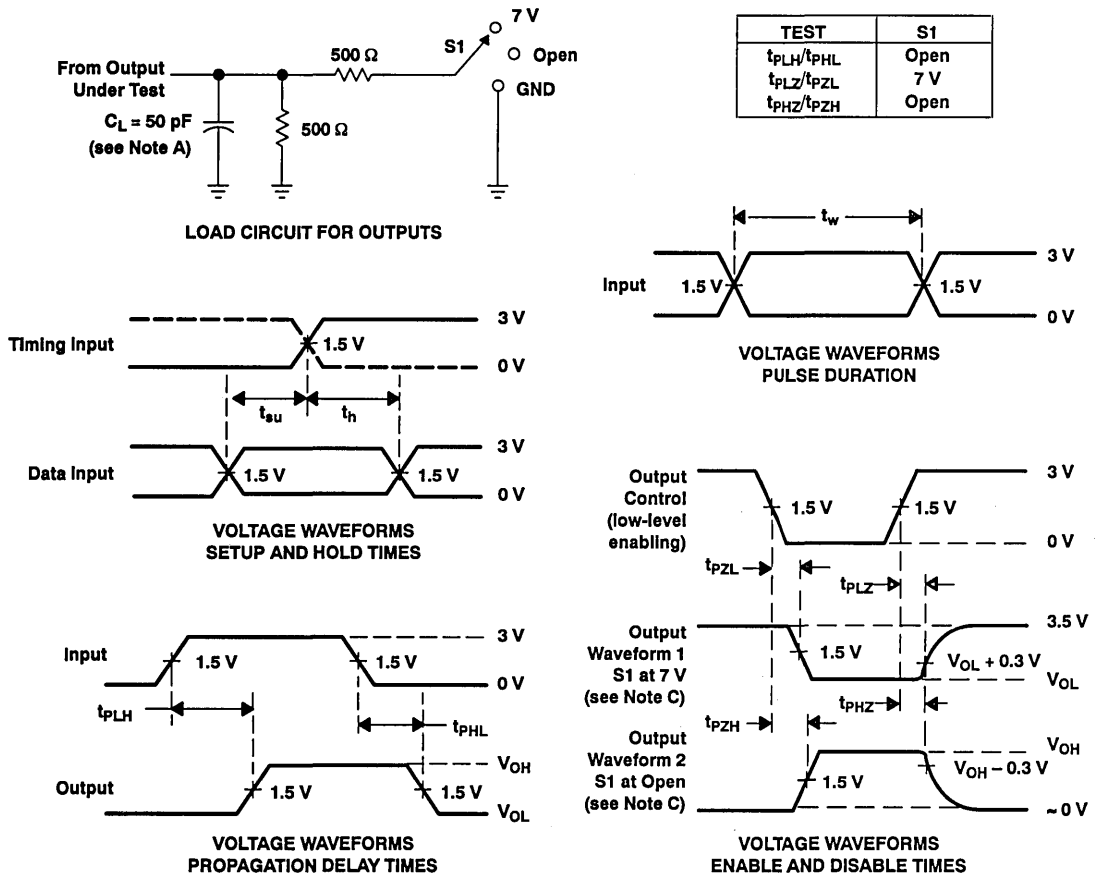 7 V
S1
Open
500 Ω
From Output
Under Test
GND
C_L = 50 pF
(see Note A)
500 Ω
LOAD CIRCUIT FOR OUTPUTS
TEST S1
t_PLH/t_PHL Open
t_PLZ/t_PZL 7 V
t_PHZ/t_PZH Open
t_w
3 V
Input 1.5 V 1.5 V
0 V
VOLTAGE WAVEFORMS
PULSE DURATION
3 V
Timing Input 1.5 V
0 V
t_su t_h
3 V
Data Input 1.5 V 1.5 V
0 V
VOLTAGE WAVEFORMS
SETUP AND HOLD TIMES
3 V
Input 1.5 V 1.5 V
0 V
t_PLH t_PHL
V_OH
Output 1.5 V 1.5 V
V_OL
VOLTAGE WAVEFORMS
PROPAGATION DELAY TIMES
Output
Control
(low-level
enabling)
3 V
1.5 V 1.5 V
0 V
t_PZL t_PLZ
Output
Waveform 1
S1 at 7 V
(see Note C)
3.5 V
1.5 V V_OL + 0.3 V
V_OL
t_PZH t_PHZ
Output
Waveform 2
S1 at Open
(see Note C)
V_OH
1.5 V V_OH – 0.3 V
~ 0 V
VOLTAGE WAVEFORMS
ENABLE AND DISABLE TIMES